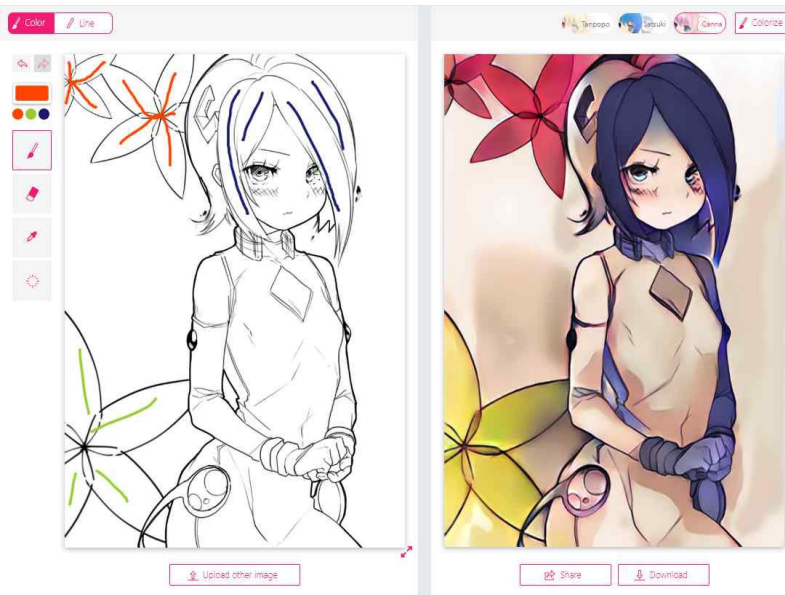 Color
Line
Tanpopo
Satsuki
Canna
Colorize
Upload other image
Share
Download